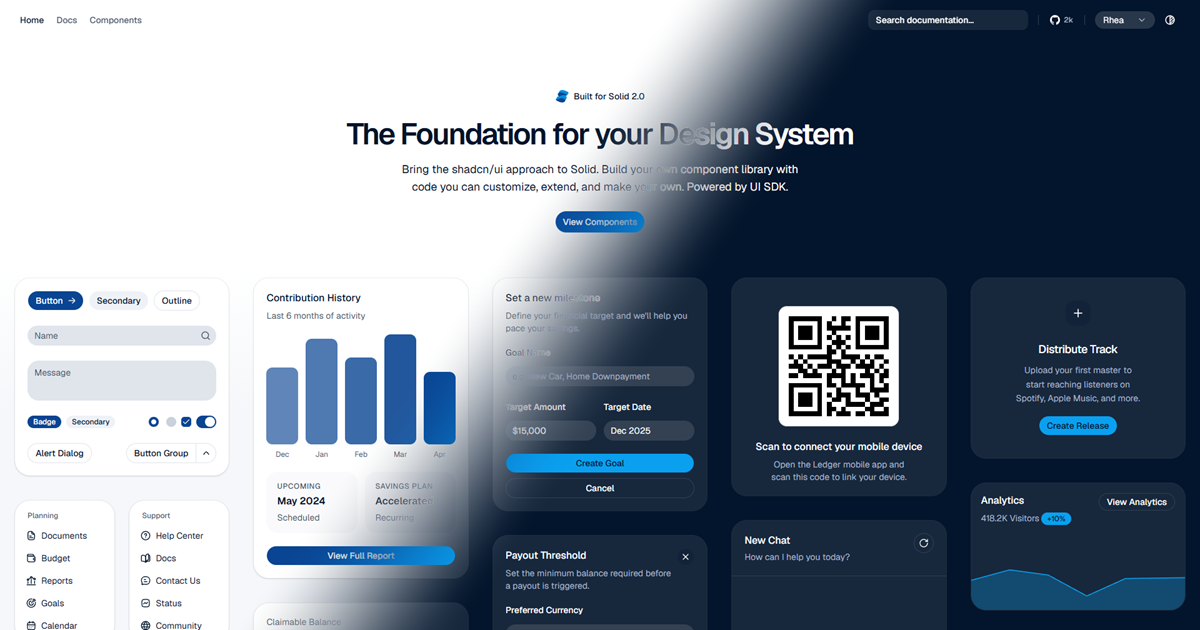 Home Docs Components
Search documentation...
2k
Rhea
Built for Solid 2.0
The Foundation for your Design System
Bring the shadcn/ui approach to Solid. Build your own component library with
code you can customize, extend, and make your own. Powered by UI SDK.
View Components
Button →
Secondary
Outline
Name
Message
Badge
Secondary
Alert Dialog
Button Group
Planning
Documents
Budget
Reports
Goals
Calendar
Support
Help Center
Docs
Contact Us
Status
Community
Contribution History
Last 6 months of activity
Dec Jan Feb Mar Apr
UPCOMING
May 2024
Scheduled
SAVINGS PLAN
Accelerated
Recurring
View Full Report
Claimable Balance
Set a new milestone
Define your financial target and we'll help you
pace your savings.
Goal Name
Car, Home Downpayment
Target Amount
Target Date
$15,000
Dec 2025
Create Goal
Cancel
Payout Threshold
Set the minimum balance required before
a payout is triggered.
Preferred Currency
Scan to connect your mobile device
Open the Ledger mobile app and
scan this code to link your device.
New Chat
How can I help you today?
Distribute Track
Upload your first master to
start reaching listeners on
Spotify, Apple Music, and more.
Create Release
Analytics
418.2K Visitors
+10%
View Analytics